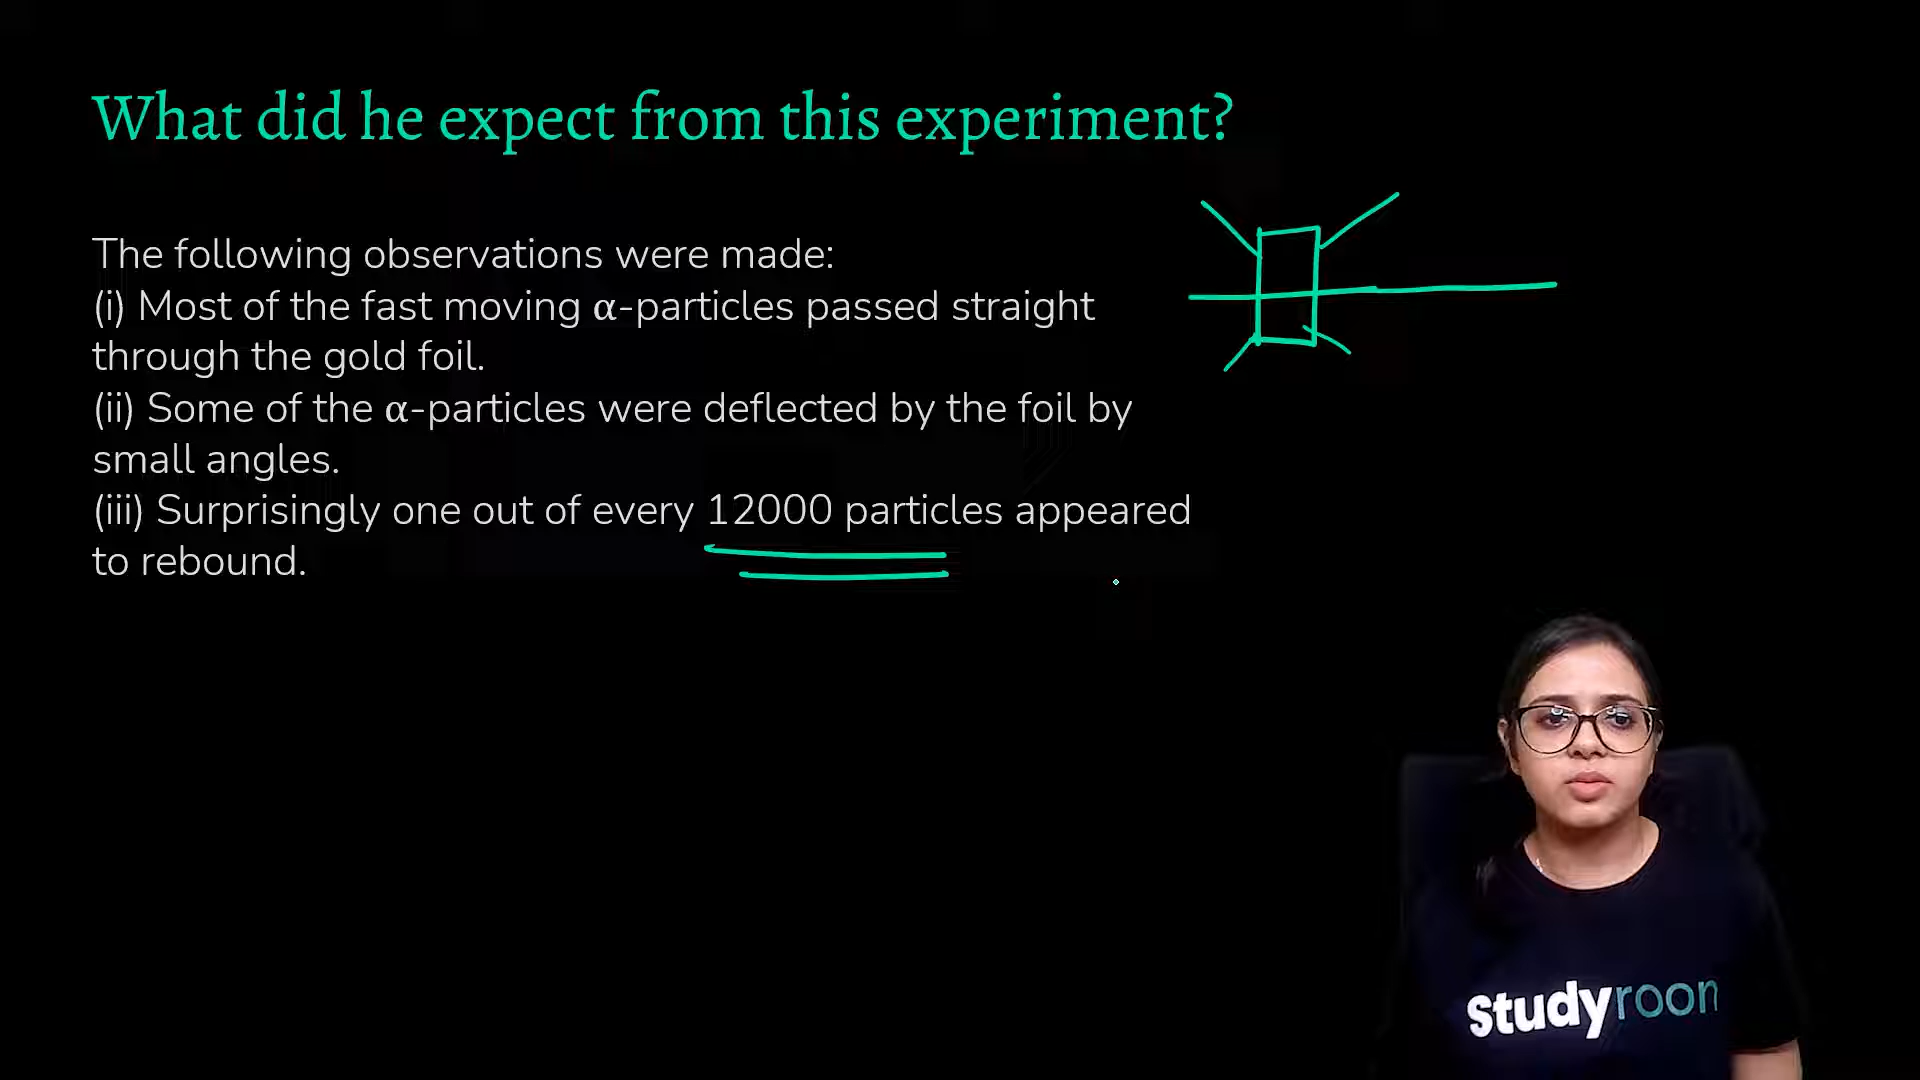 What did he expect from this experiment?
The following observations were made:
(i) Most of the fast moving α-particles passed straight
through the gold foil.
(ii) Some of the α-particles were deflected by the foil by
small angles.
(iii) Surprisingly one out of every 12000 particles appeared
to rebound.
studyroon